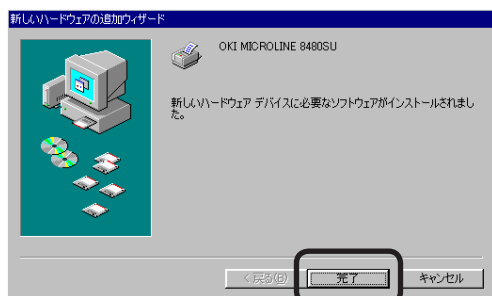 新しいハードウェアの追加ウィザード
OKI MICROLINE 8480SU
新しいハードウェア デバイスに必要なソフトウェアがインストールされまし
た。
< 戻る(B)
完了
キャンセル